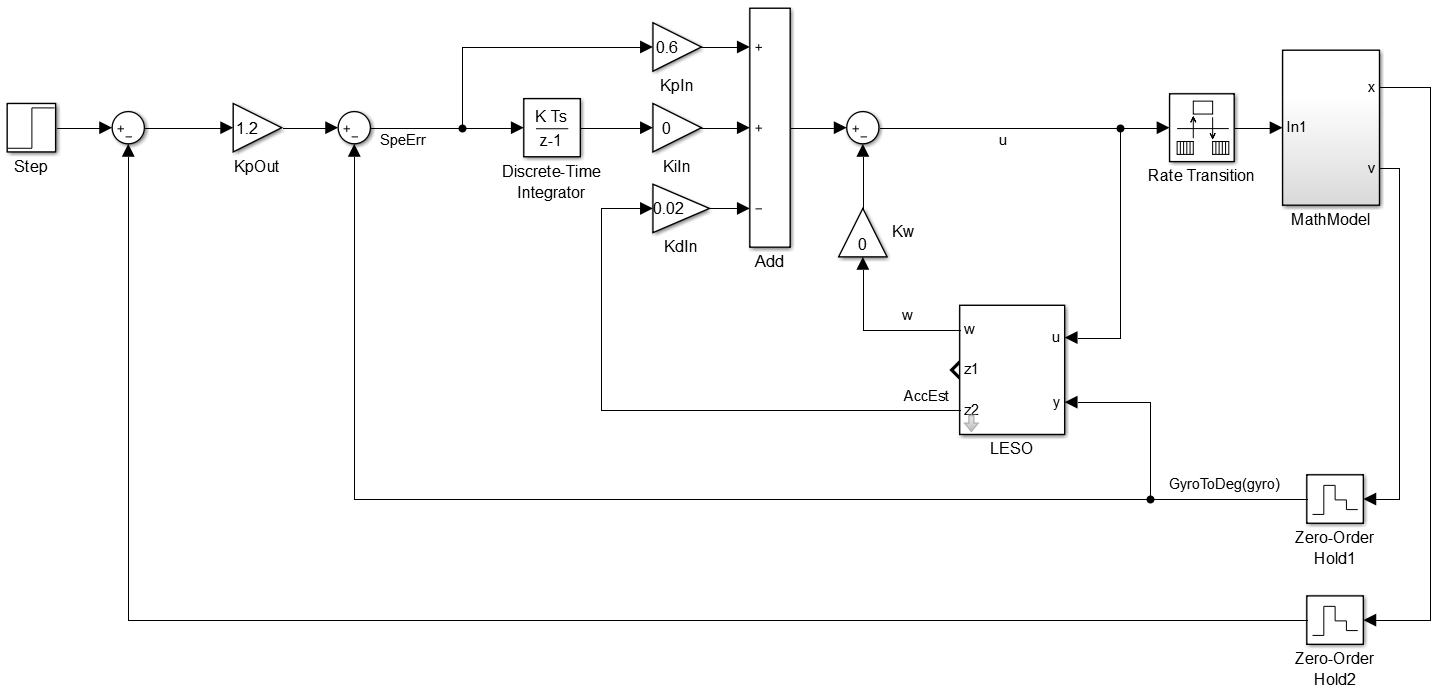 Step
+
−
1.2
KpOut
+
−
SpeErr
K Ts
z-1
Discrete-Time
Integrator
0.6
KpIn
0
KiIn
0.02
KdIn
+
+
−
Add
+
−
0
Kw
u
Rate Transition
In1
x
v
MathModel
w
w
z1
AccEst
z2
u
y
LESO
GyroToDeg(gyro)
Zero-Order
Hold1
Zero-Order
Hold2